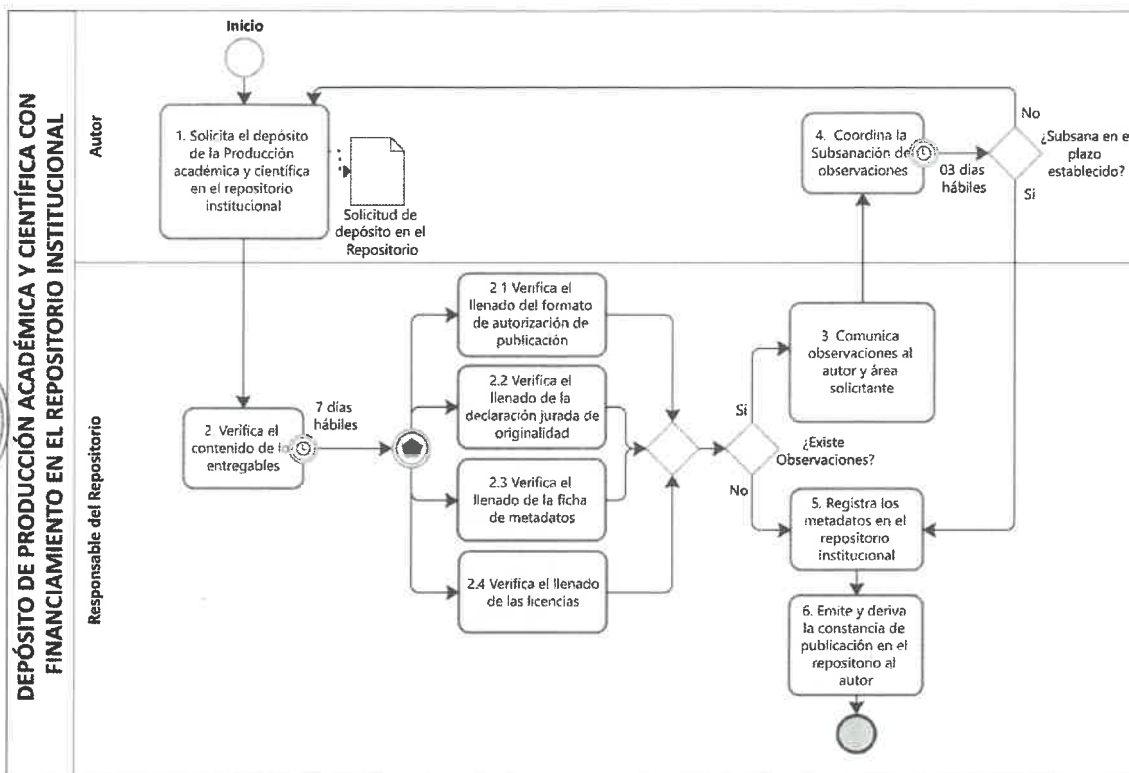 DEPÓSITO DE PRODUCCIÓN ACADÉMICA Y CIENTÍFICA CON
FINANCIAMIENTO EN EL REPOSITORIO INSTITUCIONAL
Autor
Inicio
1. Solicita el depósito
de la Producción
académica y científica
en el repositorio
institucional
Solicitud de
depósito en el
Repositorio
4. Coordina la
Subsanación de
observaciones
03 días
hábiles
No
¿Subsana en e
plazo
establecido?
Si
Responsable del Repositorio
2 Verifica el
contenido de lo
entregables
7 días
hábiles
2.1 Verifica el
llenado del formato
de autorización de
publicación
2.2 Verifica el
llenado de la
declaración jurada de
originalidad
2.3 Verifica el
llenado de la ficha
de metadatos
2.4 Verifica el llenado
de las licencias
Si
¿Existe
Observaciones?
No
3 Comunica
observaciones al
autor y área
solicitante
5. Registra los
metadatos en el
repositorio
institucional
6. Emite y deriva
la constancia de
publicación en el
repositorio al
autor